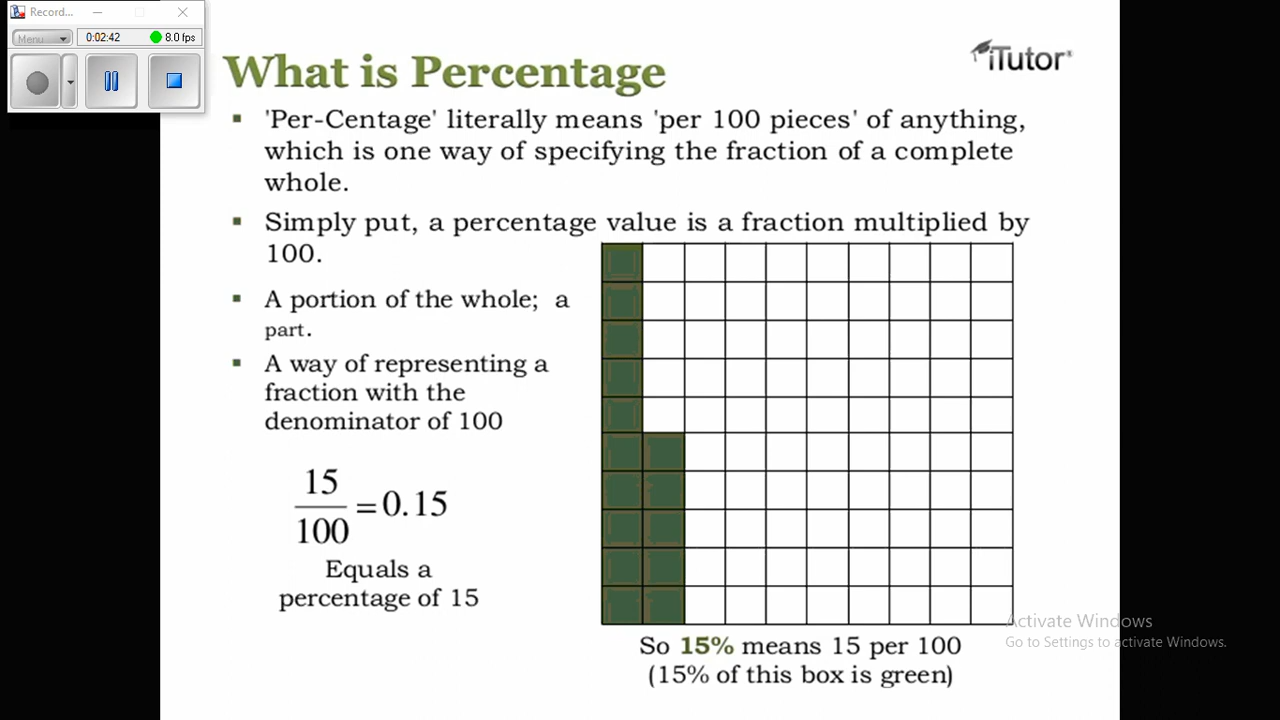 Record...
Menu
0:02:42
8.0 fps
What is Percentage
iTutor
'Per-Centage' literally means 'per 100 pieces' of anything,
which is one way of specifying the fraction of a complete
whole.
Simply put, a percentage value is a fraction multiplied by
100.
A portion of the whole; a
part.
A way of representing a
fraction with the
denominator of 100
15
100
=0.15
Equals a
percentage of 15
So 15% means 15 per 100
(15% of this box is green)
Activate Windows
Go to Settings to activate Windows.